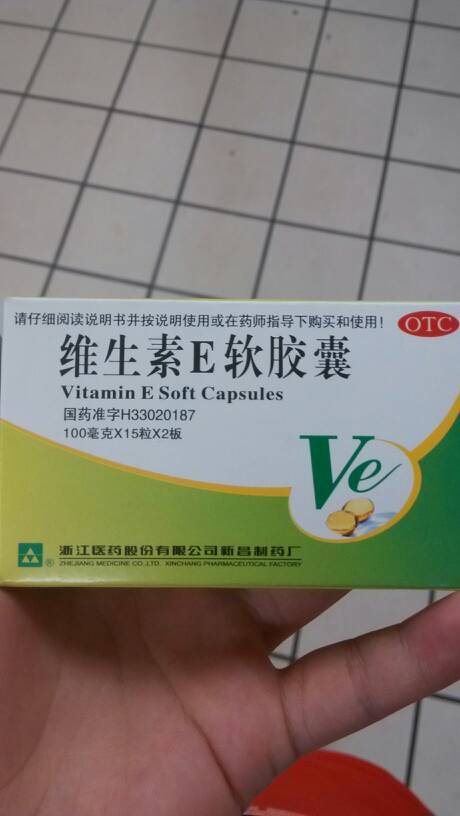 请仔细阅读说明书并按说明使用或在药师指导下购买和使用!
OTC
维生素E软胶囊
Vitamin E Soft Capsules
国药准字H33020187
100毫克X15粒X2板
Ve
浙江医药股份有限公司新昌制药厂
ZHEJIANG MEDICINE CO.,LTD. XINCHANG PHARMACEUTICAL FACTORY
®